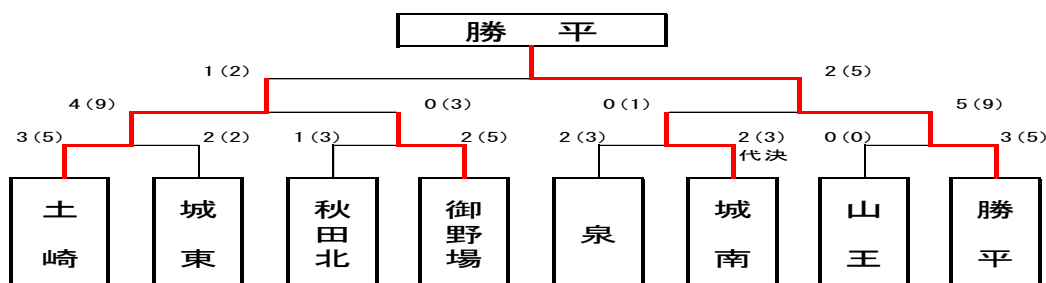 勝 平
1(2) 2(5)
4(9) 0(3) 0(1) 5(9)
3(5) 2(2) 1(3) 2(5) 2(3) 2(3) 0(0) 3(5)
代決
土崎 城東 秋田北 御野場 泉 城南 山王 勝平